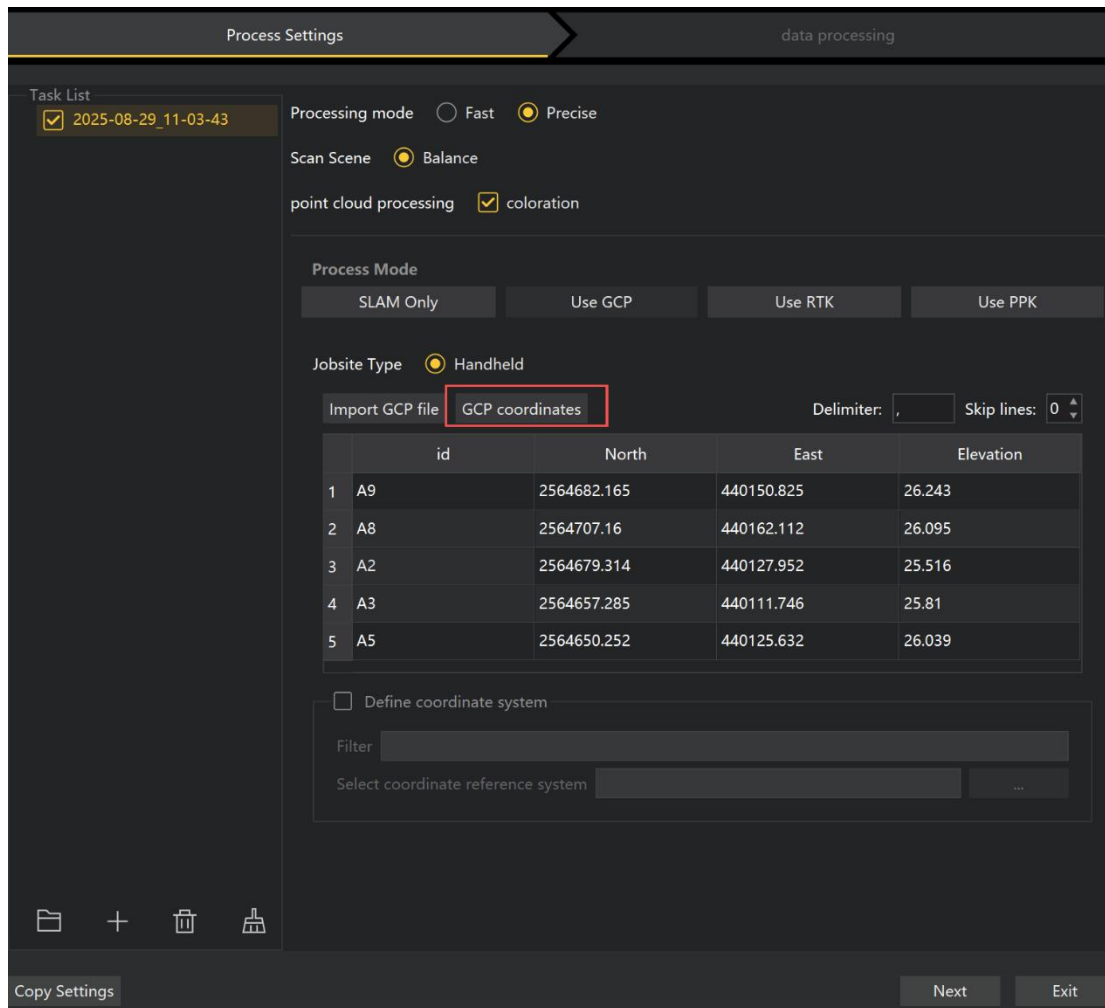 Process Settings
data processing
Task List
2025-08-29_11-03-43
Processing mode Fast Precise
Scan Scene Balance
point cloud processing coloration
Process Mode
SLAM Only Use GCP Use RTK Use PPK
Jobsite Type Handheld
Import GCP file GCP coordinates Delimiter: , Skip lines: 0
id North East Elevation
1 A9 2564682.165 440150.825 26.243
2 A8 2564707.16 440162.112 26.095
3 A2 2564679.314 440127.952 25.516
4 A3 2564657.285 440111.746 25.81
5 A5 2564650.252 440125.632 26.039
Define coordinate system
Filter
Select coordinate reference system ...
Copy Settings Next Exit